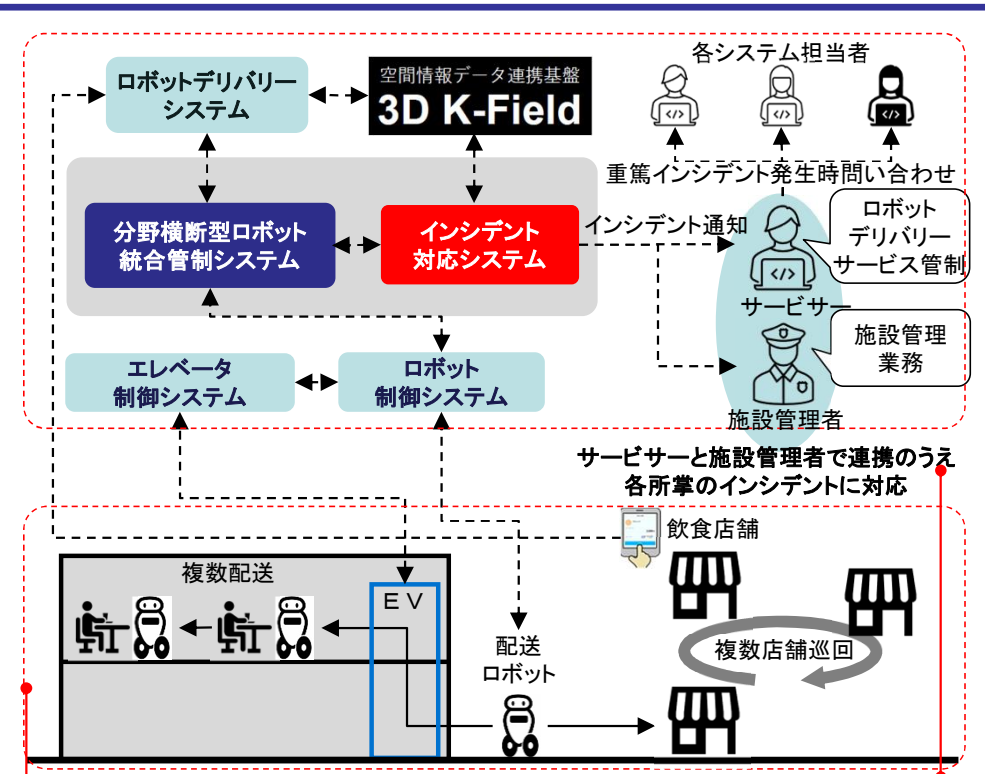 各システム担当者
ロボットデリバリー
システム
空間情報データ連携基盤
3D K-Field
</>
</>
</>
重篤インシデント発生時問い合わせ
分野横断型ロボット
統合管制システム
インシデント
対応システム
インシデント通知
</>
ロボット
デリバリー
サービス管制
サービサー
施設管理
業務
施設管理者
エレベータ
制御システム
ロボット
制御システム
サービサーと施設管理者で連携のうえ
各所掌のインシデントに対応
飲食店舗
複数配送
ＥＶ
配送
ロボット
複数店舗巡回